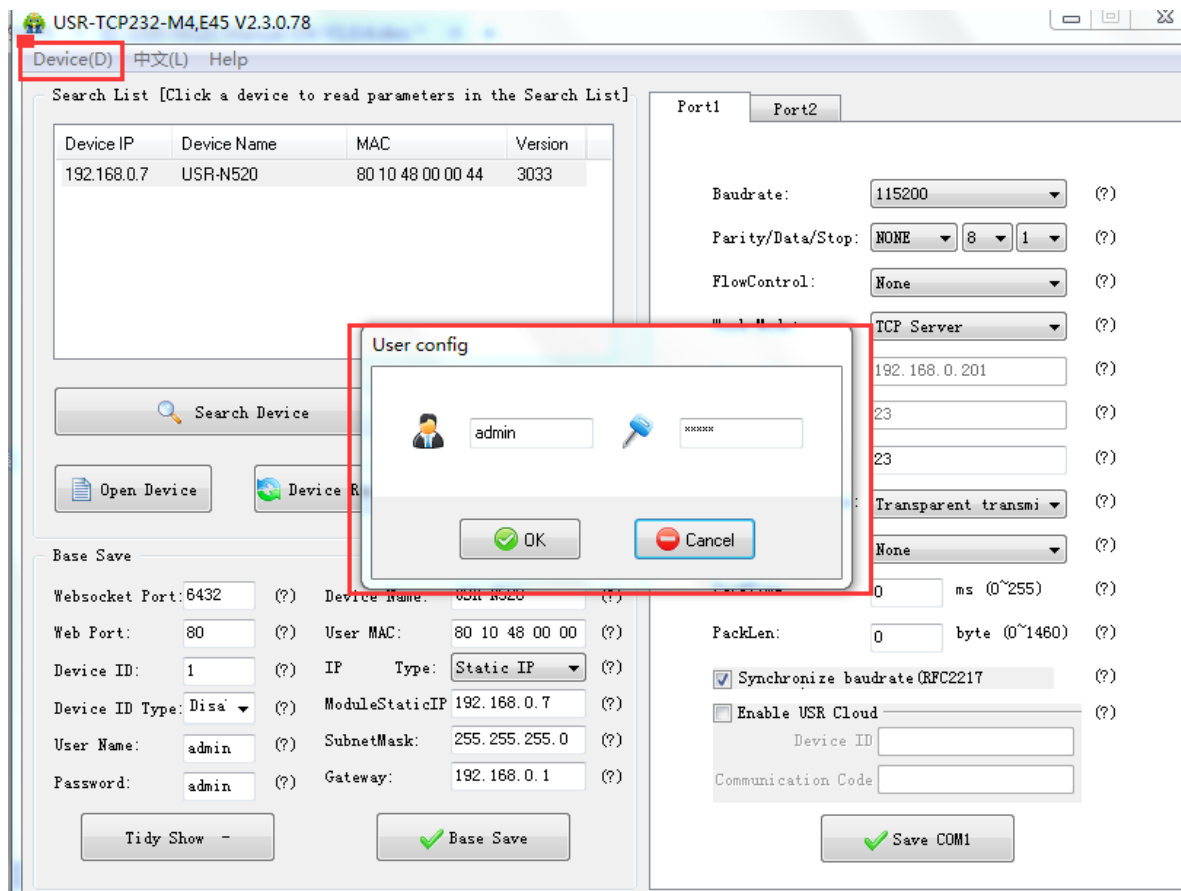 USR-TCP232-M4,E45 V2.3.0.78
Device(D) 中文(L) Help
Search List [Click a device to read parameters in the Search List]
Device IP Device Name MAC Version
192.168.0.7 USR-N520 80 10 48 00 00 44 3033
Search Device
Open Device
Device R
Base Save
Websocket Port: 6432 (?) Device Name: USR-N520 (?)
Web Port: 80 (?) User MAC: 80 10 48 00 00 (?)
Device ID: 1 (?) IP Type: Static IP (?)
Device ID Type: Disa (?) ModuleStaticIP 192.168.0.7 (?)
User Name: admin (?) SubnetMask: 255.255.255.0 (?)
Password: admin (?) Gateway: 192.168.0.1 (?)
Tidy Show -
Base Save
User config
admin *****
OK
Cancel
Port1 Port2
Baudrate: 115200 (?)
Parity/Data/Stop: NONE 8 1 (?)
FlowControl: None (?)
TCP Server (?)
192.168.0.201 (?)
23 (?)
23 (?)
: Transparent transmi (?)
None (?)
0 ms (0~255) (?)
PackLen: 0 byte (0~1460) (?)
Synchronize baudrate(RFC2217 (?)
Enable USR Cloud (?)
Device ID
Communication Code
Save COM1